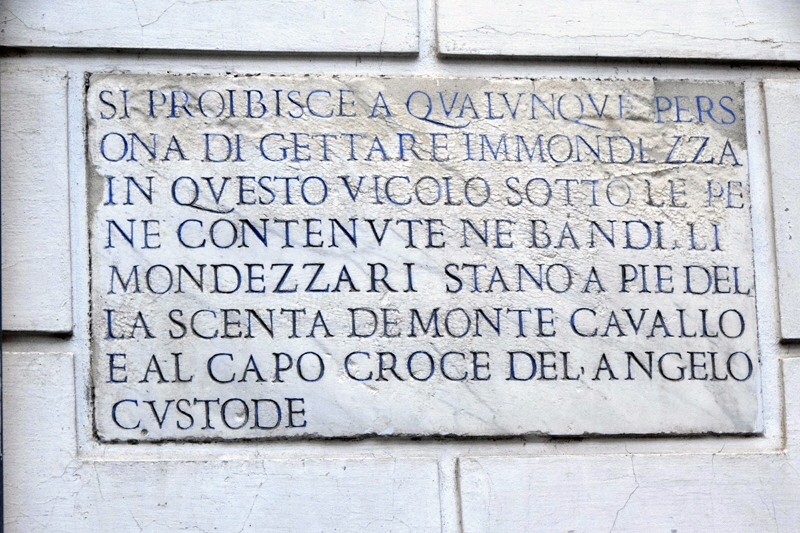 SI PROIBISCE A QVALVNQVE PERS
ONA DI GETTARE IMMONDEZZA
IN QVESTO VICOLO SOTTO LE PE
NE CONTENVTE NE BANDI. LI
MONDEZZARI STANO A PIE DEL
LA SCENTA DE MONTE CAVALLO
E AL CAPO CROCE DEL ANGELO
CVSTODE